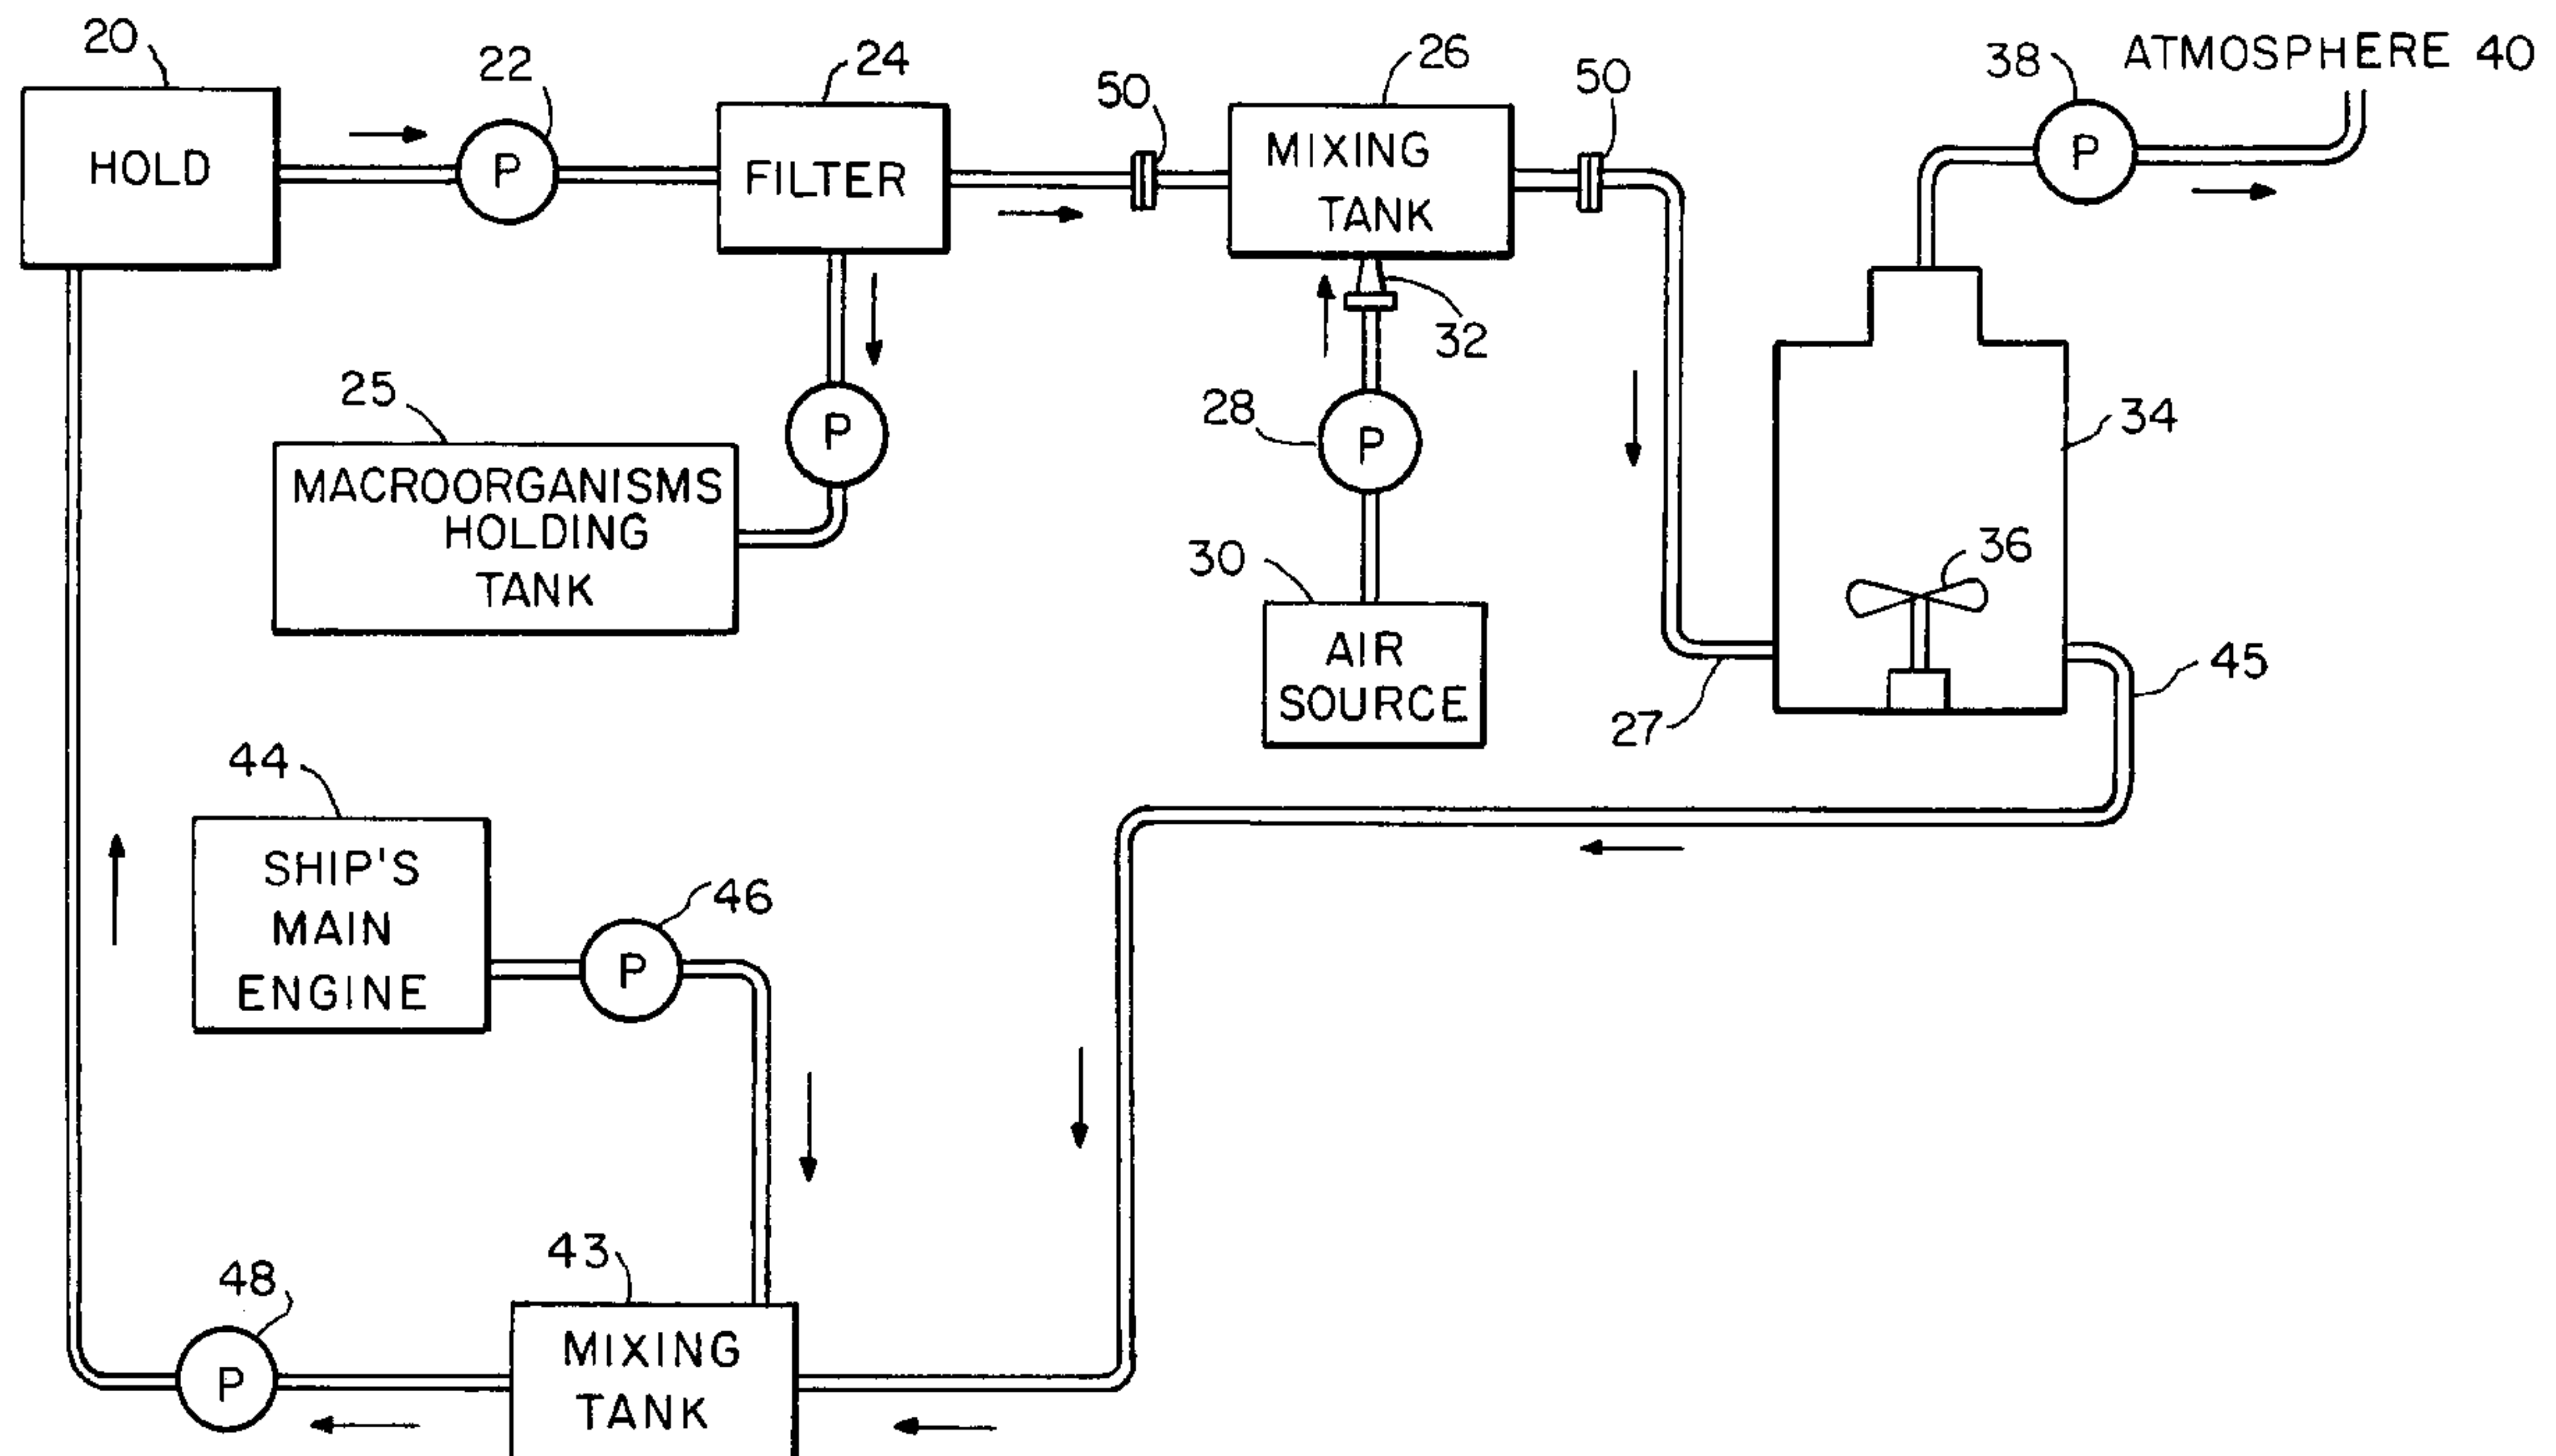 20
22
24
50
26
50
38
ATMOSPHERE 40
HOLD
P
FILTER
MIXING
TANK
P
32
25
P
28
P
34
MACROORGANISMS
HOLDING
TANK
30
AIR
SOURCE
36
27
45
44
SHIP'S
MAIN
ENGINE
46
P
43
48
P
MIXING
TANK